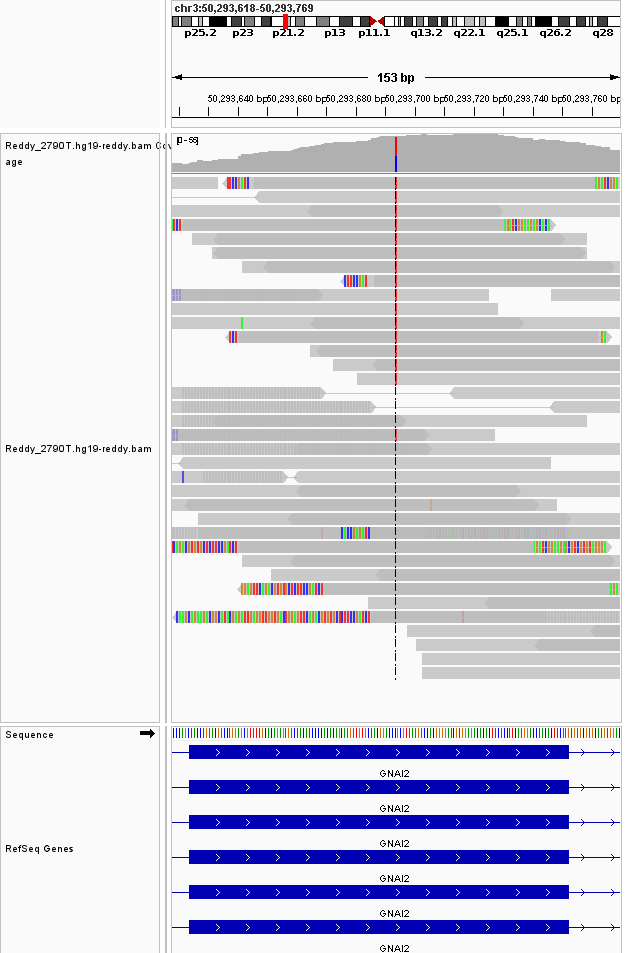 chr3:50,293,618-50,293,769
p25.2 p23 p21.2 p13 p11.1 q13.2 q22.1 q25.1 q26.2 q28
153 bp
50,293,640 bp 50,293,660 bp 50,293,680 bp 50,293,700 bp 50,293,720 bp 50,293,740 bp 50,293,760 bp
Reddy_2790T.hg19-reddy.bam
age
Reddy_2790T.hg19-reddy.bam
Sequence
GNAI2
GNAI2
GNAI2
RefSeq Genes
GNAI2
GNAI2
GNAI2